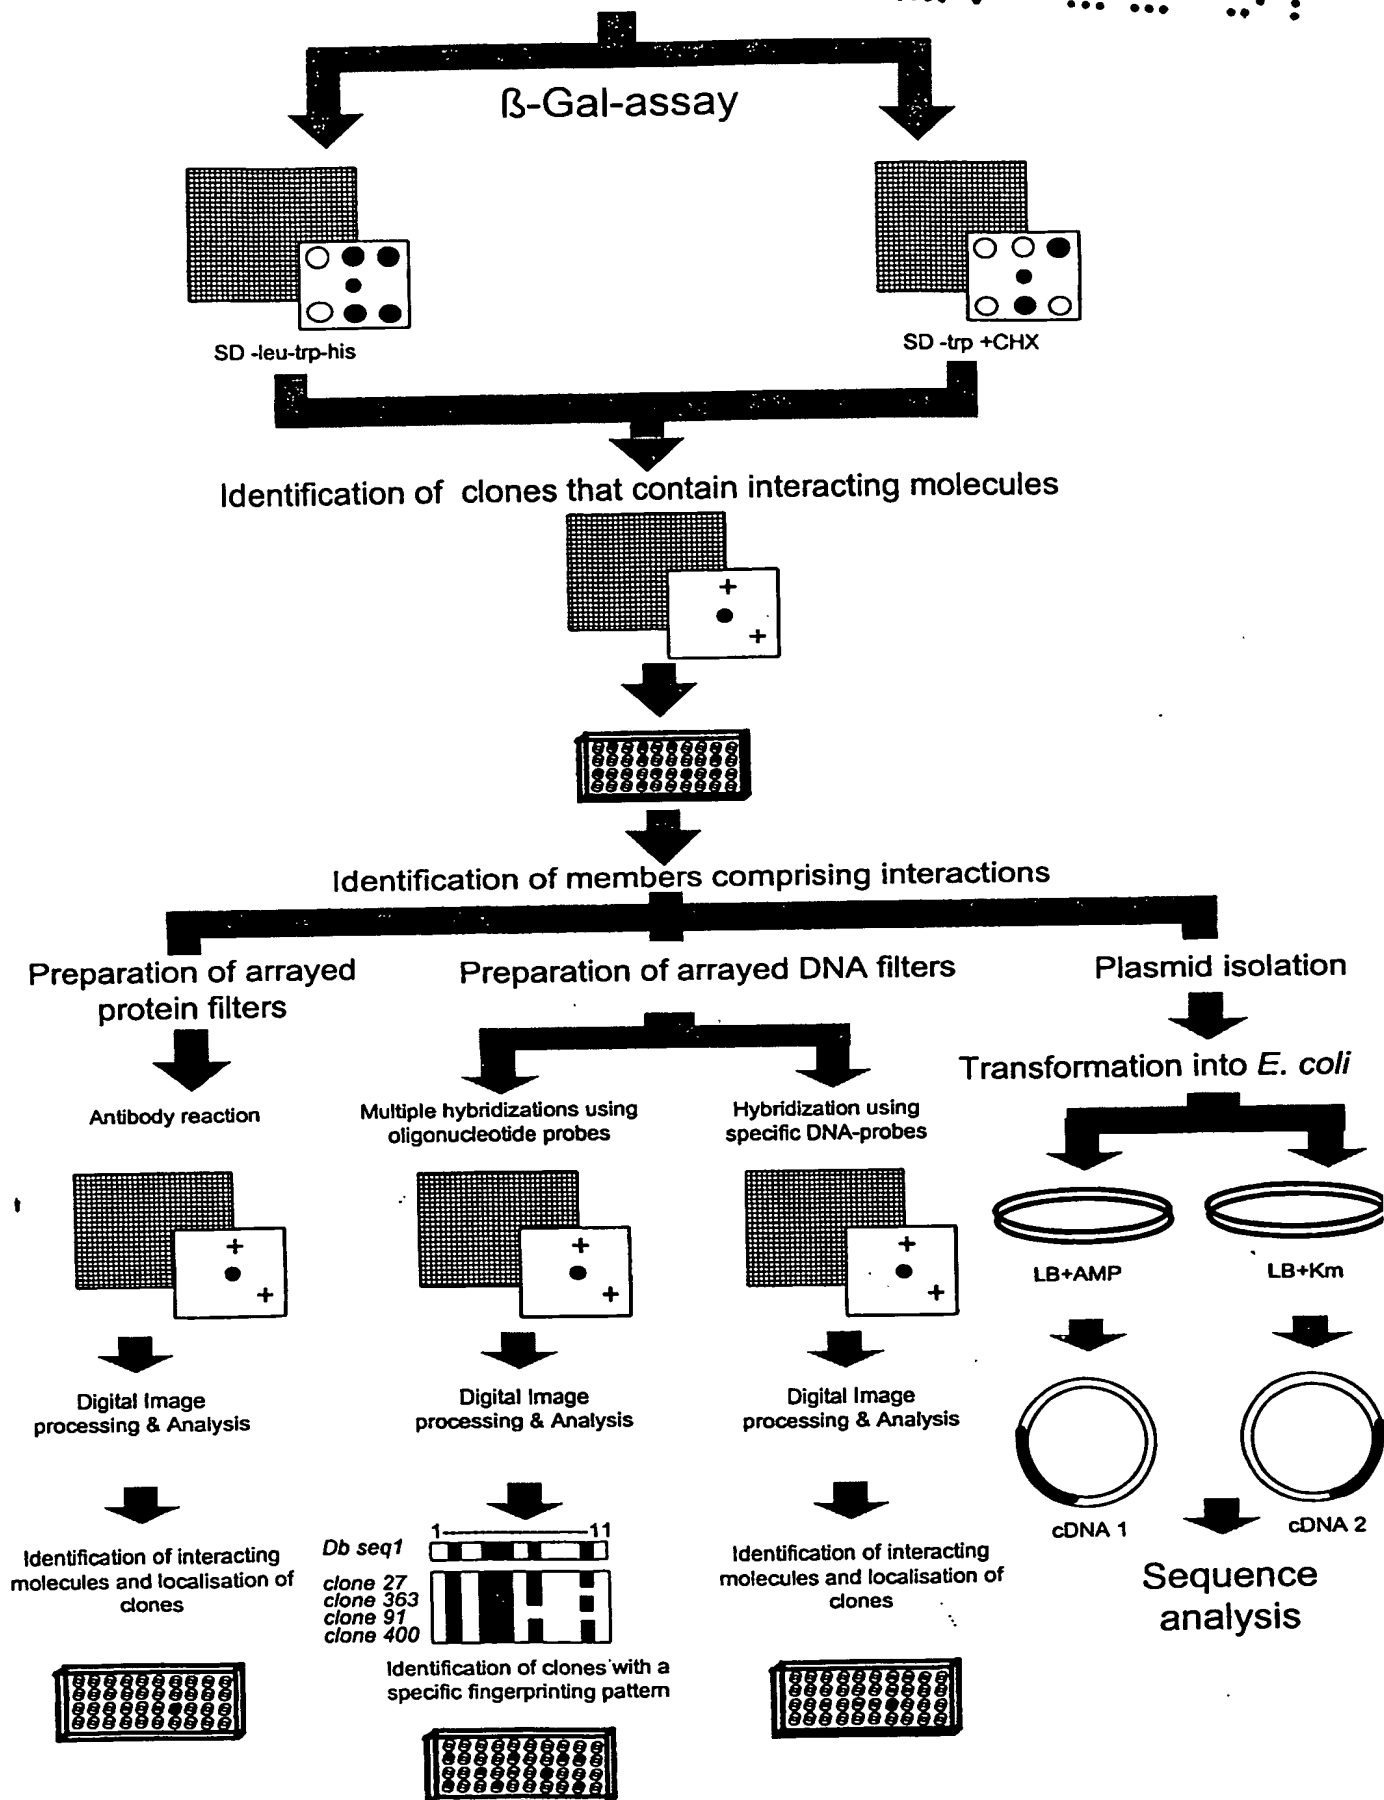 ß-Gal-assay
SD -leu-trp-his
SD -trp +CHX
Identification of clones that contain interacting molecules
Identification of members comprising interactions
Preparation of arrayed
protein filters
Preparation of arrayed DNA filters
Plasmid isolation
Transformation into E. coli
Antibody reaction
Multiple hybridizations using
oligonucleotide probes
Hybridization using
specific DNA-probes
LB+AMP
LB+Km
Digital Image
processing & Analysis
Digital Image
processing & Analysis
Digital Image
processing & Analysis
cDNA 1
cDNA 2
Sequence
analysis
Identification of interacting
molecules and localisation of
clones
1 11
Db seq1
clone 27
clone 363
clone 91
clone 400
Identification of clones with a
specific fingerprinting pattern
Identification of interacting
molecules and localisation of
clones